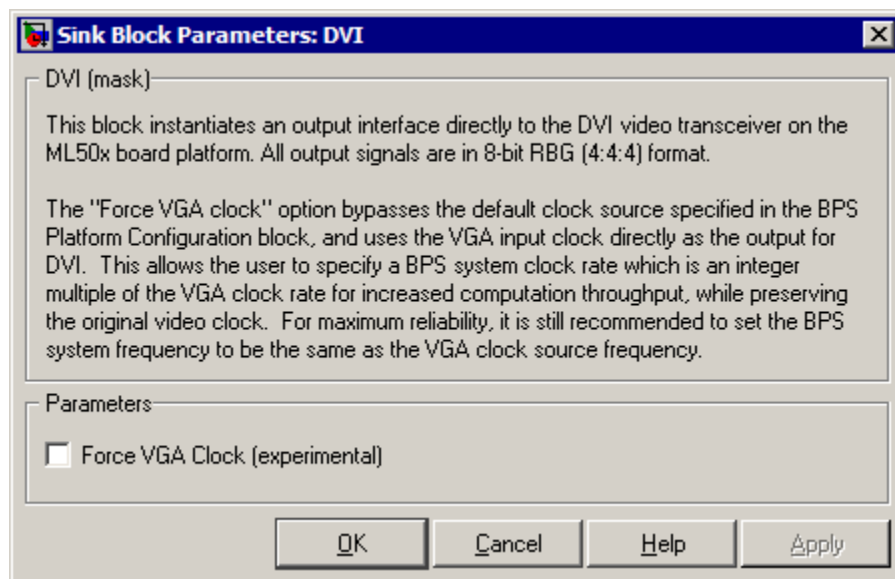 Sink Block Parameters: DVI
DVI (mask)
This block instantiates an output interface directly to the DVI video transceiver on the
ML50x board platform. All output signals are in 8-bit RBG (4:4:4) format.
The "Force VGA clock" option bypasses the default clock source specified in the BPS
Platform Configuration block, and uses the VGA input clock directly as the output for
DVI.  This allows the user to specify a BPS system clock rate which is an integer
multiple of the VGA clock rate for increased computation throughput, while preserving
the original video clock.  For maximum reliability, it is still recommended to set the BPS
system frequency to be the same as the VGA clock source frequency.
Parameters
Force VGA Clock (experimental)
OK Cancel Help Apply